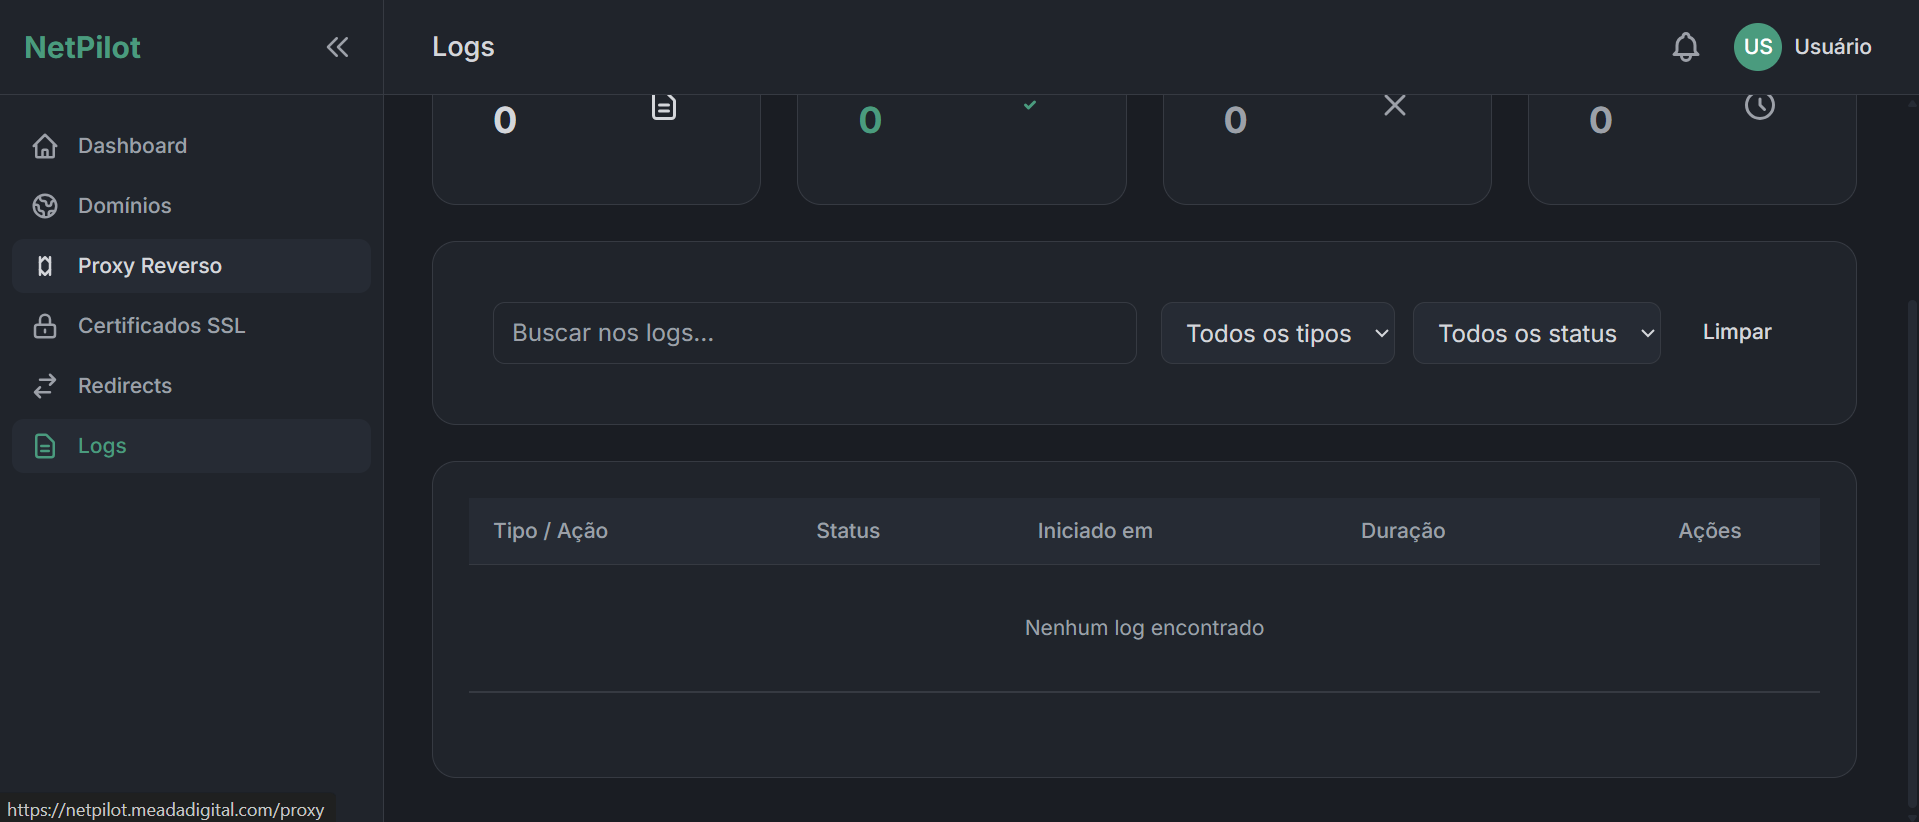 NetPilot
Logs
US
Usuário
Dashboard
Domínios
Proxy Reverso
Certificados SSL
Redirects
Logs
0
0
0
0
Buscar nos logs...
Todos os tipos
Todos os status
Limpar
Tipo / Ação
Status
Iniciado em
Duração
Ações
Nenhum log encontrado
https://netpilot.meadadigital.com/proxy